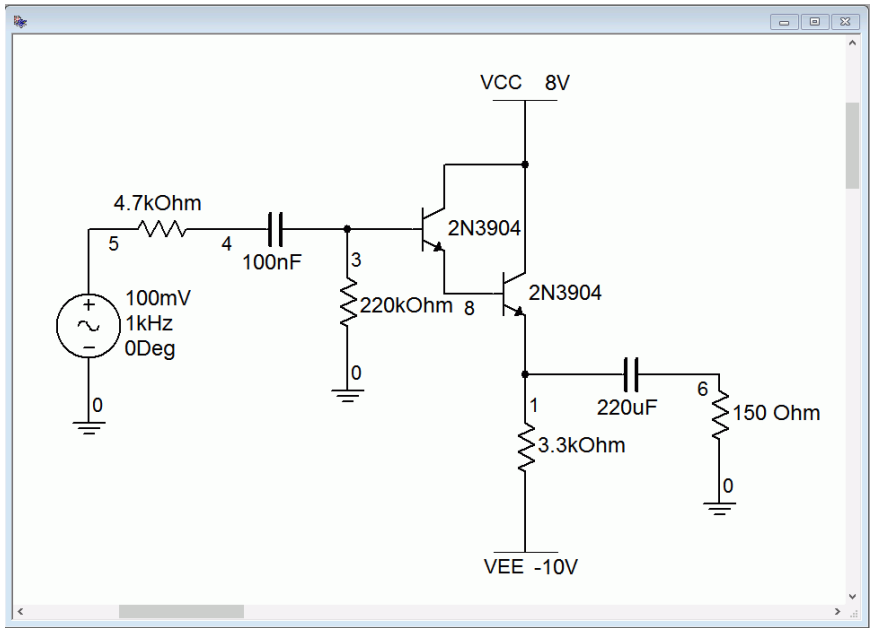 VCC 8V
4.7kOhm
2N3904
5
4
100nF
3
2N3904
100mV
1kHz
0Deg
220kOhm
8
0
0
1
220uF
6
150 Ohm
3.3kOhm
0
VEE -10V